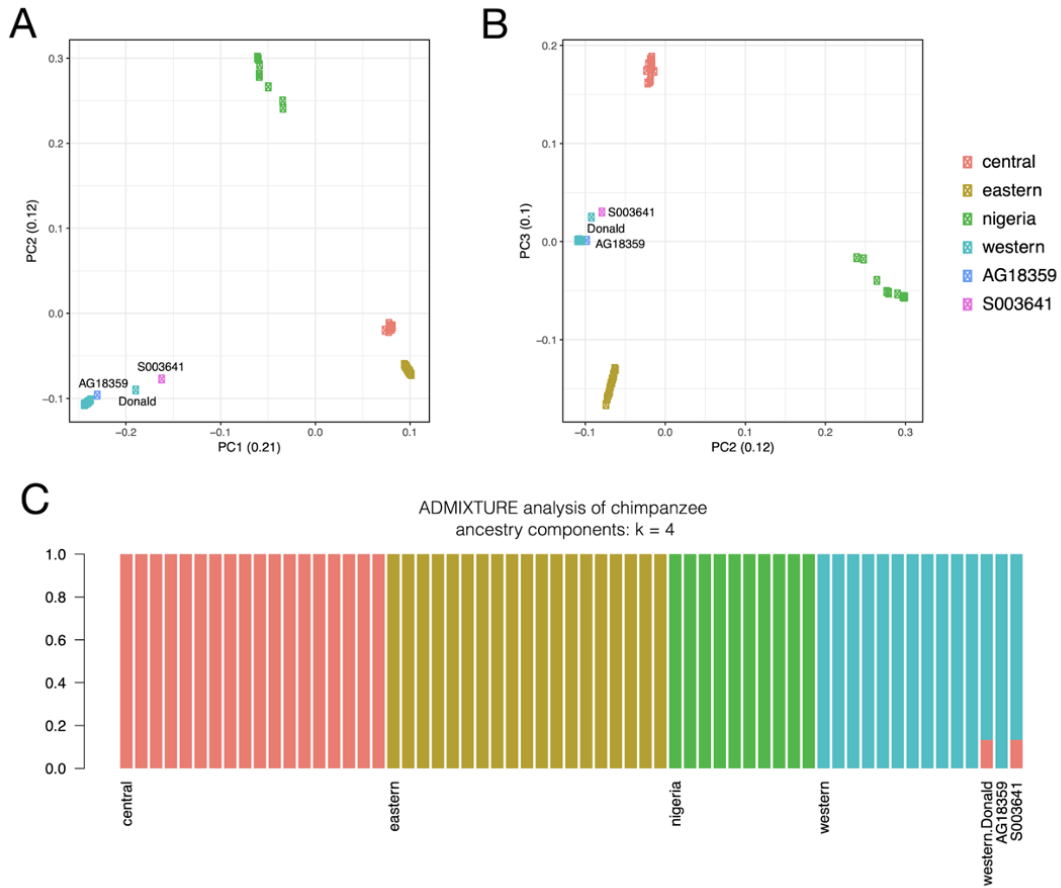 A
0.3
0.2
0.1
0.0
−0.1
PC2 (0.12)
S003641
AG18359
Donald
−0.2
−0.1
0.0
0.1
PC1 (0.21)
B
0.2
0.1
0.0
−0.1
PC3 (0.1)
S003641
Donald
AG18359
−0.1
0.0
0.1
0.2
0.3
PC2 (0.12)
central
eastern
nigeria
western
AG18359
S003641
C
ADMIXTURE analysis of chimpanzee
ancestry components: k = 4
1.0
0.8
0.6
0.4
0.2
0.0
central
eastern
nigeria
western
western.Donald
AG18359
S003641